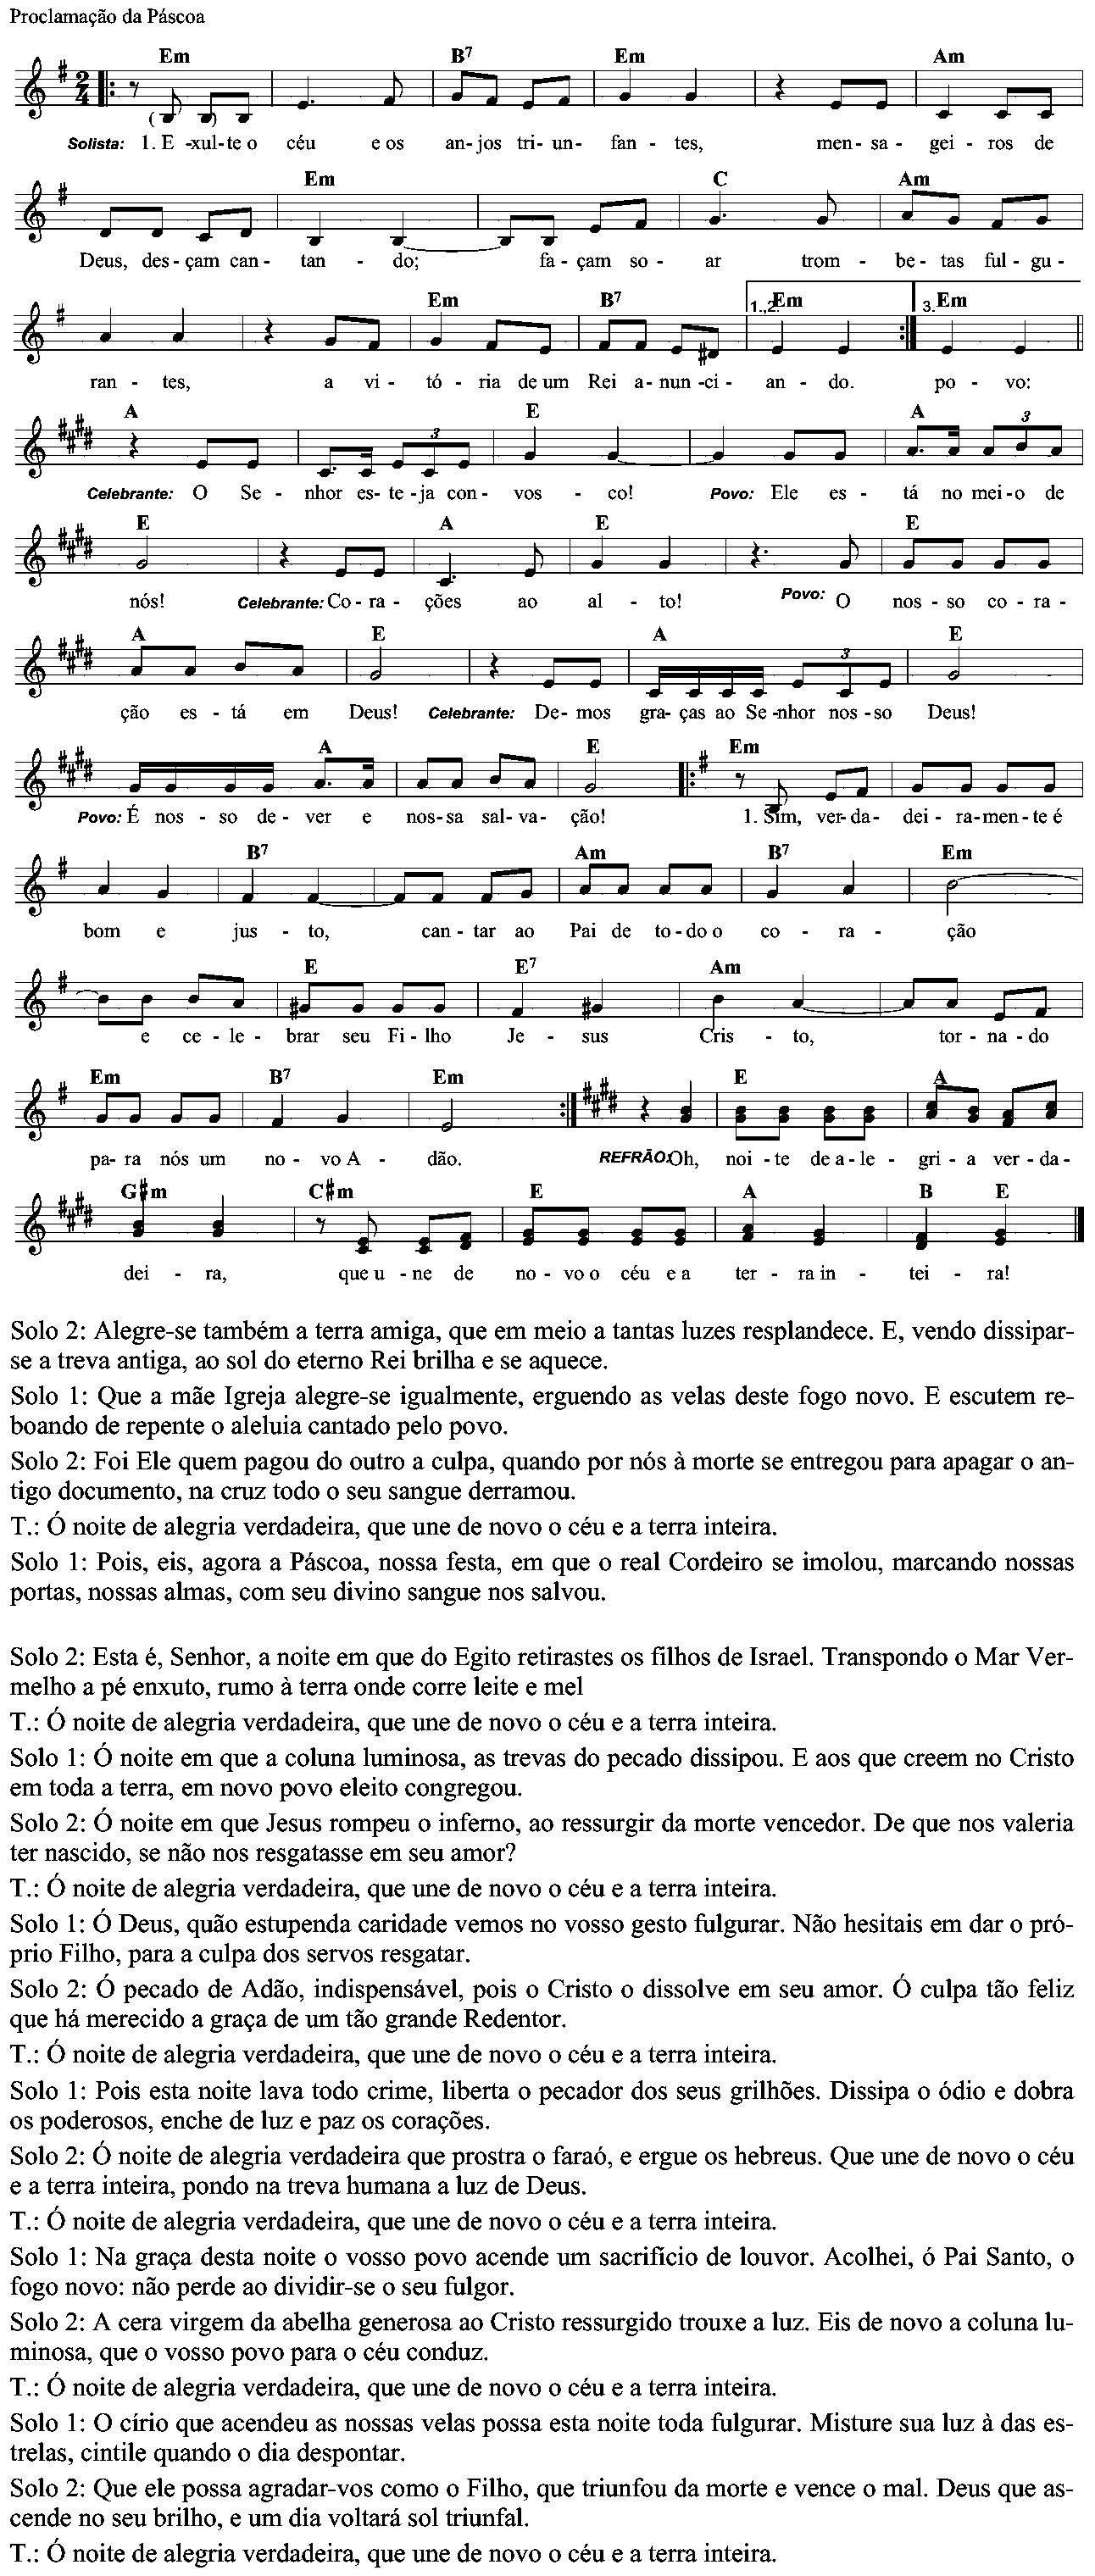 Proclamação da Páscoa
Em B7 Em Am
Solista: 1. E -xul-te o céu e os an-jos tri- un- fan - tes, men - sa - gei - ros de
Em C Am
Deus, des-çam can- tan - do; fa-çam so- ar trom - be - tas ful - gu -
Em B7 1.,2. Em 3. Em
ran - tes, a vi - tó - ria de um Rei a-nun -ci- an - do. po - vo:
A 3 E A 3
Celebrante: O Se - nhor es- te -ja con- vos - co! Povo: Ele es - tá no mei -o de
E A E E
nós! Celebrante: Co - ra - ções ao al - to! Povo: O nos - so co - ra -
A E A 3 E
ção es - tá em Deus! Celebrante: De- mos gra- ças ao Se -nhor nos -so Deus!
A E Em
Povo: É nos - so de - ver e nos-sa sal-va- ção! 1. Sim, ver-da- dei - ra-men-te é
B7 Am B7 Em
bom e jus - to, can - tar ao Pai de to-do o co - ra - ção
E E7 Am
e ce - le - brar seu Fi - lho Je - sus Cris - to, tor - na - do
Em B7 Em E A
pa- ra nós um no - vo A - dão. REFRÃO: Oh, noi - te de a - le - gri - a ver - da -
G#m C#m E A B E
dei - ra, que u - ne de no - vo o céu e a ter - ra in - tei - ra!
Solo 2: Alegre-se também a terra amiga, que em meio a tantas luzes resplandece. E, vendo dissipar-
se a treva antiga, ao sol do eterno Rei brilha e se aquece.
Solo 1: Que a mãe Igreja alegre-se igualmente, erguendo as velas deste fogo novo. E escutem re-
boando de repente o aleluia cantado pelo povo.
Solo 2: Foi Ele quem pagou do outro a culpa, quando por nós à morte se entregou para apagar o an-
tigo documento, na cruz todo o seu sangue derramou.
T.: Ó noite de alegria verdadeira, que une de novo o céu e a terra inteira.
Solo 1: Pois, eis, agora a Páscoa, nossa festa, em que o real Cordeiro se imolou, marcando nossas
portas, nossas almas, com seu divino sangue nos salvou.
Solo 2: Esta é, Senhor, a noite em que do Egito retirastes os filhos de Israel. Transpondo o Mar Ver-
melho a pé enxuto, rumo à terra onde corre leite e mel
T.: Ó noite de alegria verdadeira, que une de novo o céu e a terra inteira.
Solo 1: Ó noite em que a coluna luminosa, as trevas do pecado dissipou. E aos que creem no Cristo
em toda a terra, em novo povo eleito congregou.
Solo 2: Ó noite em que Jesus rompeu o inferno, ao ressurgir da morte vencedor. De que nos valeria
ter nascido, se não nos resgatasse em seu amor?
T.: Ó noite de alegria verdadeira, que une de novo o céu e a terra inteira.
Solo 1: Ó Deus, quão estupenda caridade vemos no vosso gesto fulgurar. Não hesitais em dar o pró-
prio Filho, para a culpa dos servos resgatar.
Solo 2: Ó pecado de Adão, indispensável, pois o Cristo o dissolve em seu amor. Ó culpa tão feliz
que há merecido a graça de um tão grande Redentor.
T.: Ó noite de alegria verdadeira, que une de novo o céu e a terra inteira.
Solo 1: Pois esta noite lava todo crime, liberta o pecador dos seus grilhões. Dissipa o ódio e dobra
os poderosos, enche de luz e paz os corações.
Solo 2: Ó noite de alegria verdadeira que prostra o faraó, e ergue os hebreus. Que une de novo o céu
e a terra inteira, pondo na treva humana a luz de Deus.
T.: Ó noite de alegria verdadeira, que une de novo o céu e a terra inteira.
Solo 1: Na graça desta noite o vosso povo acende um sacrifício de louvor. Acolhei, ó Pai Santo, o
fogo novo: não perde ao dividir-se o seu fulgor.
Solo 2: A cera virgem da abelha generosa ao Cristo ressurgido trouxe a luz. Eis de novo a coluna lu-
minosa, que o vosso povo para o céu conduz.
T.: Ó noite de alegria verdadeira, que une de novo o céu e a terra inteira.
Solo 1: O círio que acendeu as nossas velas possa esta noite toda fulgurar. Misture sua luz à das es-
trelas, cintile quando o dia despontar.
Solo 2: Que ele possa agradar-vos como o Filho, que triunfou da morte e vence o mal. Deus que as-
cende no seu brilho, e um dia voltará sol triunfal.
T.: Ó noite de alegria verdadeira, que une de novo o céu e a terra inteira.